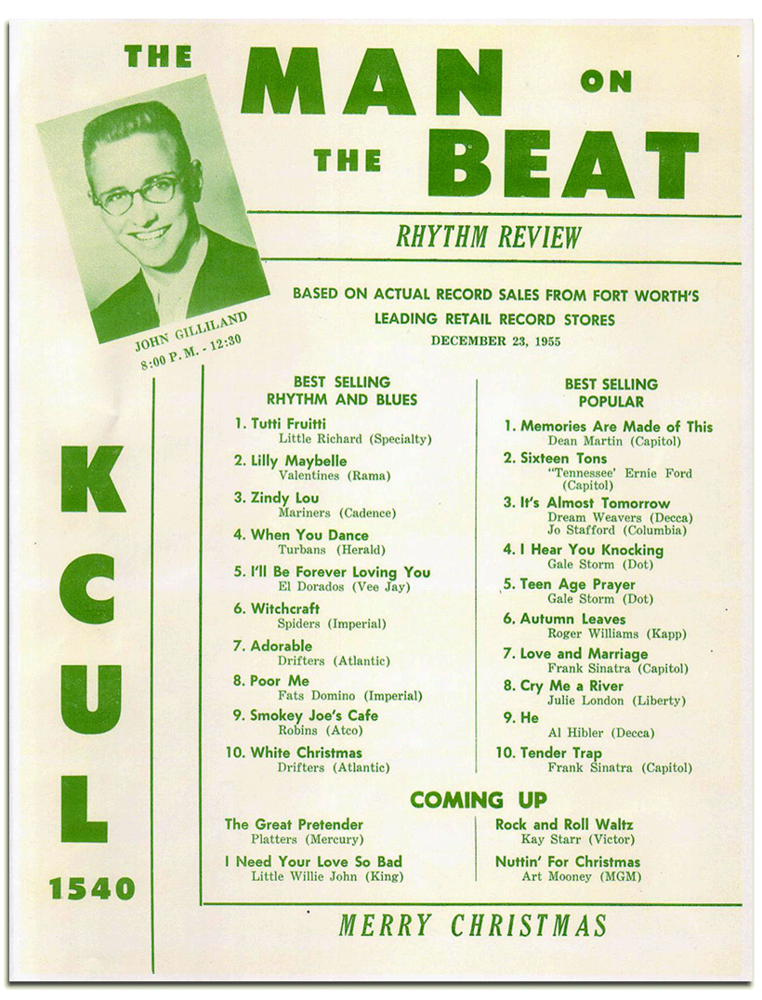 THE MAN ON
THE BEAT
RHYTHM REVIEW
JOHN GILLILAND
8:00 P. M. - 12:30
BASED ON ACTUAL RECORD SALES FROM FORT WORTH'S
LEADING RETAIL RECORD STORES
DECEMBER 23, 1955
KCUL
1540
BEST SELLING
RHYTHM AND BLUES
1. Tutti Fruitti
Little Richard (Specialty)
2. Lilly Maybelle
Valentines (Rama)
3. Zindy Lou
Mariners (Cadence)
4. When You Dance
Turbans (Herald)
5. I'll Be Forever Loving You
El Dorados (Vee Jay)
6. Witchcraft
Spiders (Imperial)
7. Adorable
Drifters (Atlantic)
8. Poor Me
Fats Domino (Imperial)
9. Smokey Joe's Cafe
Robins (Atco)
10. White Christmas
Drifters (Atlantic)
BEST SELLING
POPULAR
1. Memories Are Made of This
Dean Martin (Capitol)
2. Sixteen Tons
"Tennessee' Ernie Ford
(Capitol)
3. It's Almost Tomorrow
Dream Weavers (Decca)
Jo Stafford (Columbia)
4. I Hear You Knocking
Gale Storm (Dot)
5. Teen Age Prayer
Gale Storm (Dot)
6. Autumn Leaves
Roger Williams (Kapp)
7. Love and Marriage
Frank Sinatra (Capitol)
8. Cry Me a River
Julie London (Liberty)
9. He
Al Hibler (Decca)
10. Tender Trap
Frank Sinatra (Capitol)
COMING UP
The Great Pretender
Platters (Mercury)
I Need Your Love So Bad
Little Willie John (King)
Rock and Roll Waltz
Kay Starr (Victor)
Nuttin' For Christmas
Art Mooney (MGM)
MERRY CHRISTMAS